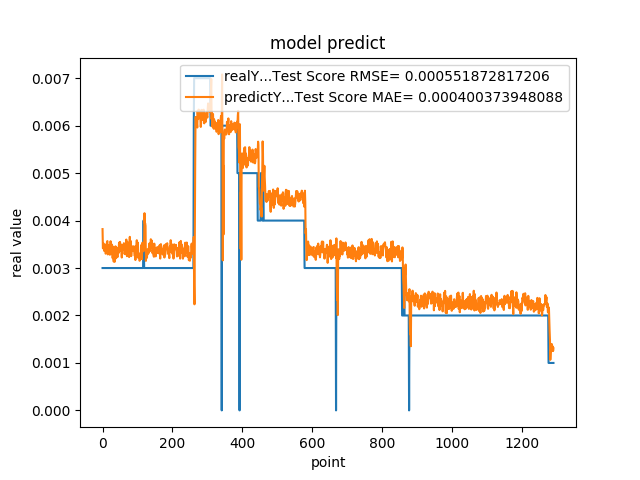 model predict
realY...Test Score RMSE= 0.000551872817206
predictY...Test Score MAE= 0.000400373948088
0.007
0.006
0.005
0.004
0.003
0.002
0.001
0.000
real value
0 200 400 600 800 1000 1200
point